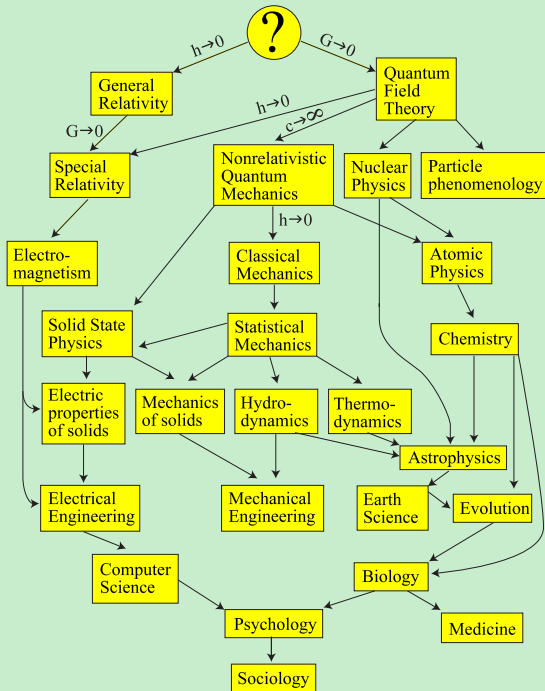 ?
h→0
G→0
General
Relativity
Quantum
Field
Theory
G→0
h→0
c→∞
Special
Relativity
Nonrelativistic
Quantum
Mechanics
Nuclear
Physics
Particle
phenomenology
h→0
Electro-
magnetism
Classical
Mechanics
Atomic
Physics
Solid State
Physics
Statistical
Mechanics
Chemistry
Electric
properties
of solids
Mechanics
of solids
Hydro-
dynamics
Thermo-
dynamics
Astrophysics
Electrical
Engineering
Mechanical
Engineering
Earth
Science
Evolution
Computer
Science
Biology
Psychology
Medicine
Sociology